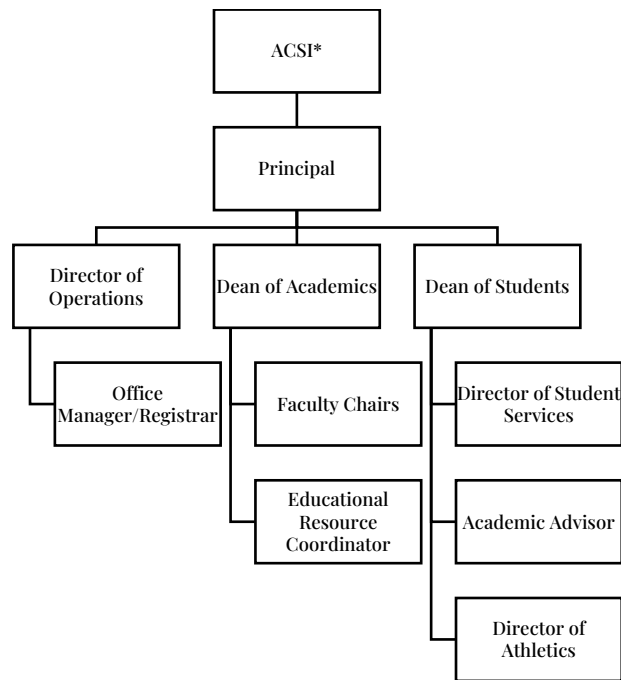 ACSI*
Principal
Director of
Operations
Dean of Academics
Dean of Students
Office
Manager/Registrar
Faculty Chairs
Director of Student
Services
Educational
Resource
Coordinator
Academic Advisor
Director of
Athletics